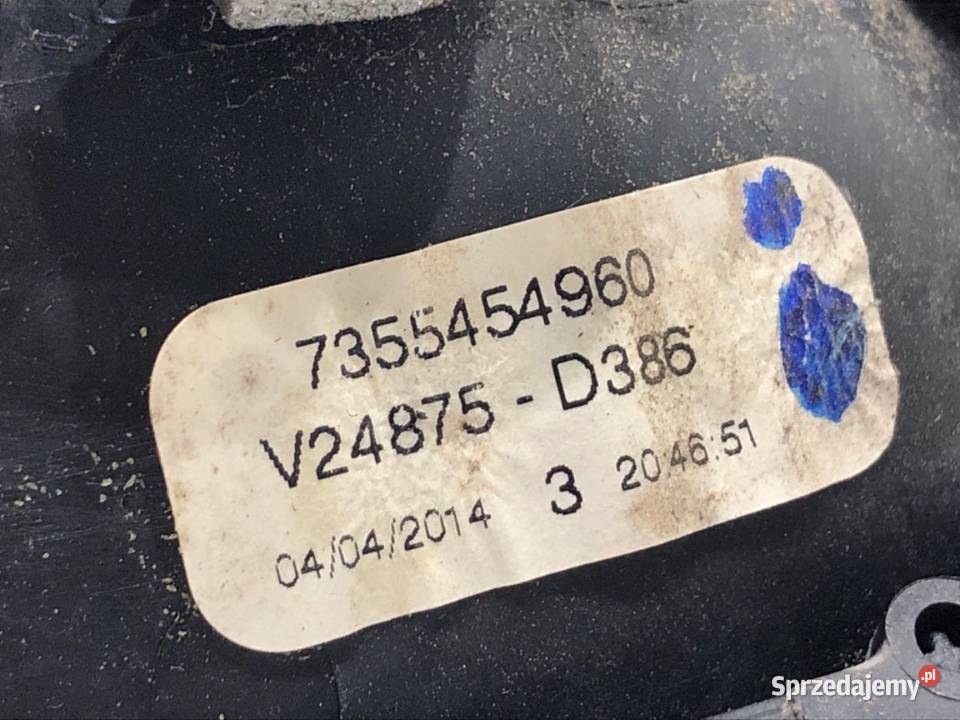 7355454960
V24875 - D386
04/04/2014 3 20:46:51
Sprzedajemy.pl